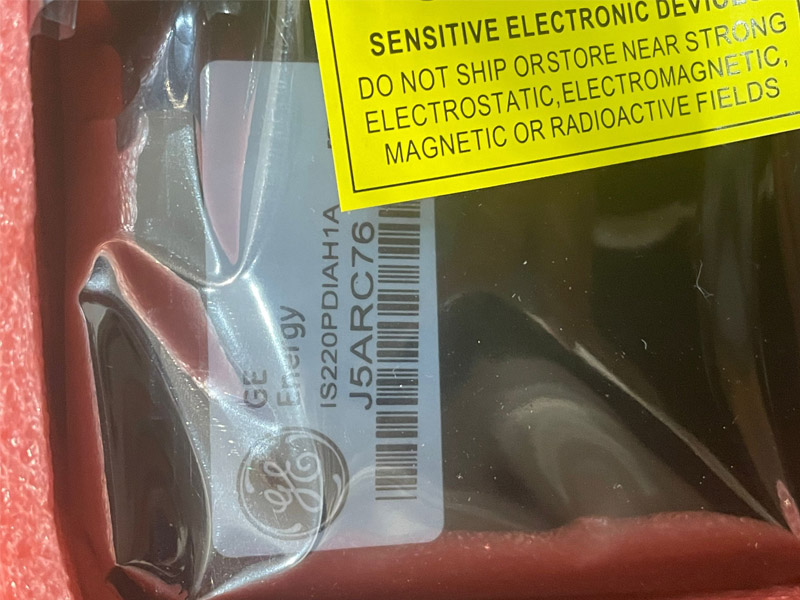 SENSITIVE ELECTRONIC DEVICES
DO NOT SHIP OR STORE NEAR STRONG
ELECTROSTATIC, ELECTROMAGNETIC,
MAGNETIC OR RADIOACTIVE FIELDS
GE
Energy
IS220PDIAH1A
J5ARC76